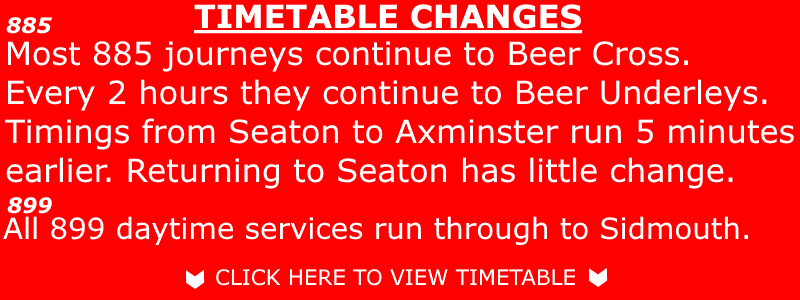 TIMETABLE CHANGES
885
Most 885 journeys continue to Beer Cross.
Every 2 hours they continue to Beer Underleys.
Timings from Seaton to Axminster run 5 minutes
earlier. Returning to Seaton has little change.
899
All 899 daytime services run through to Sidmouth.
CLICK HERE TO VIEW TIMETABLE